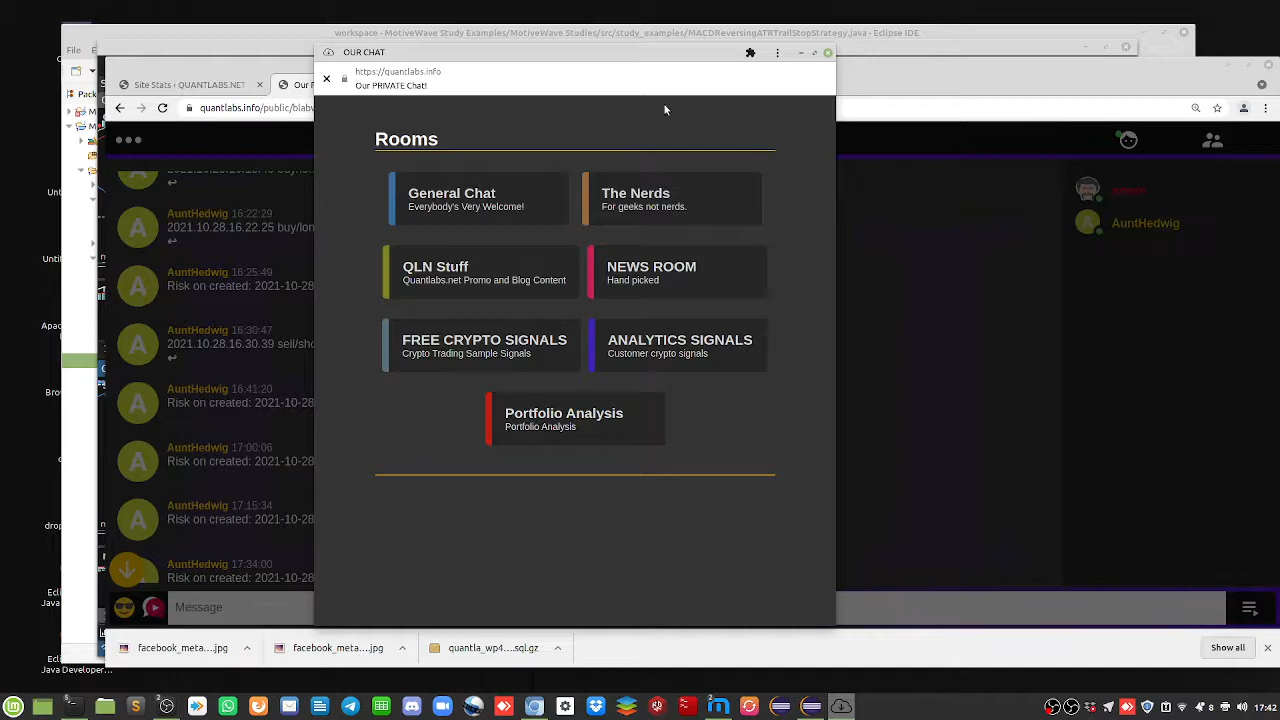 workspace - MotiveWave Study Examples/MotiveWave Studies/src/study_examples/MACDReversingATRTrailStopStrategy.java - Eclipse IDE
File
OUR CHAT
https://quantlabs.info
Our PRIVATE Chat!
Site Stats ‹ QUANTLABS.NET
Our
quantlabs.info/public/blabw
Rooms
General Chat
Everybody's Very Welcome!
The Nerds
For geeks not nerds.
QLN Stuff
Quantlabs.net Promo and Blog Content
NEWS ROOM
Hand picked
FREE CRYPTO SIGNALS
Crypto Trading Sample Signals
ANALYTICS SIGNALS
Customer crypto signals
Portfolio Analysis
Portfolio Analysis
AuntHedwig 16:22:29
2021.10.28.16.22.25 buy/lon
AuntHedwig 16:25:49
Risk on created: 2021-10-28
AuntHedwig 16:30:47
2021.10.28.16.30.39 sell/sho
AuntHedwig 16:41:20
Risk on created: 2021-10-28
AuntHedwig 17:00:06
Risk on created: 2021-10-28
AuntHedwig 17:15:34
Risk on created: 2021-10-28
AuntHedwig 17:34:00
Risk on created: 2021-10-28
AuntHedwig
Message
facebook_meta....jpg
facebook_meta....jpg
quantla_wp4....sql.gz
Show all
Java Developer...
8
17:42